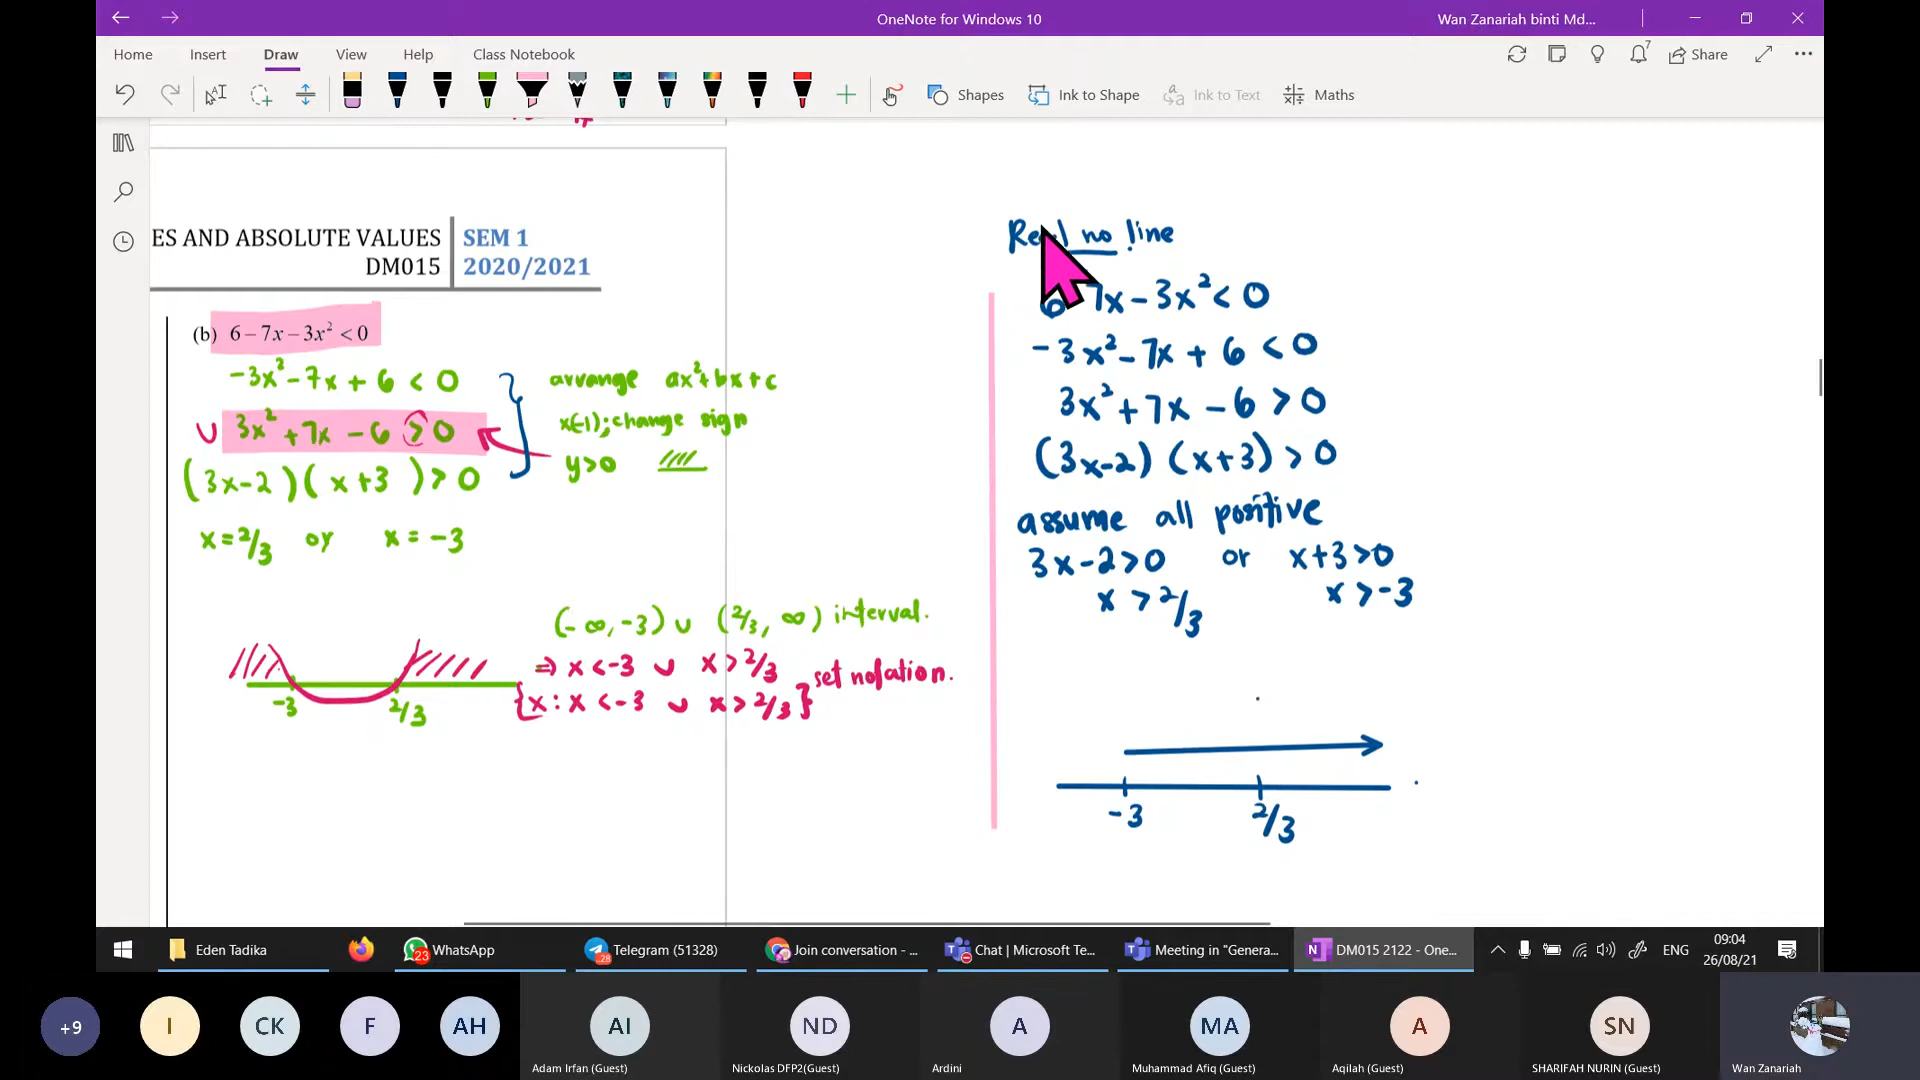 OneNote for Windows 10
Wan Zanariah binti Md...
Home Insert Draw View Help Class Notebook
7
Share
Shapes Ink to Shape Ink to Text Maths
ES AND ABSOLUTE VALUES
DM015
SEM 1
2020/2021
(b) 6 − 7x − 3x² < 0
-3x² -7x + 6 < 0
∪ 3x² +7x - 6 > 0
(3x-2)(x+3) > 0
x = 2/3 or x = -3
arrange ax²+bx+c
x(-1); change sign
y>0
-3 2/3
(-∞, -3) ∪ (2/3, ∞) interval.
⇒ x < -3 ∪ x > 2/3
{x : x < -3 ∪ x > 2/3} set notation.
Real no line
6 7x - 3x² < 0
-3x² - 7x + 6 < 0
3x² + 7x - 6 > 0
(3x-2) (x+3) > 0
assume all positive
3x-2>0 or x+3>0
x > 2/3 x > -3
-3 2/3
Eden Tadika
23 WhatsApp
28 Telegram (51328)
Join conversation - ...
Chat | Microsoft Te...
Meeting in "Genera...
DM015 2122 - One...
ENG
09:04
26/08/21
+9 I CK F AH AI ND A MA A SN
Adam Irfan (Guest)
Nickolas DFP2(Guest)
Ardini
Muhammad Afiq (Guest)
Aqilah (Guest)
SHARIFAH NURIN (Guest)
Wan Zanariah